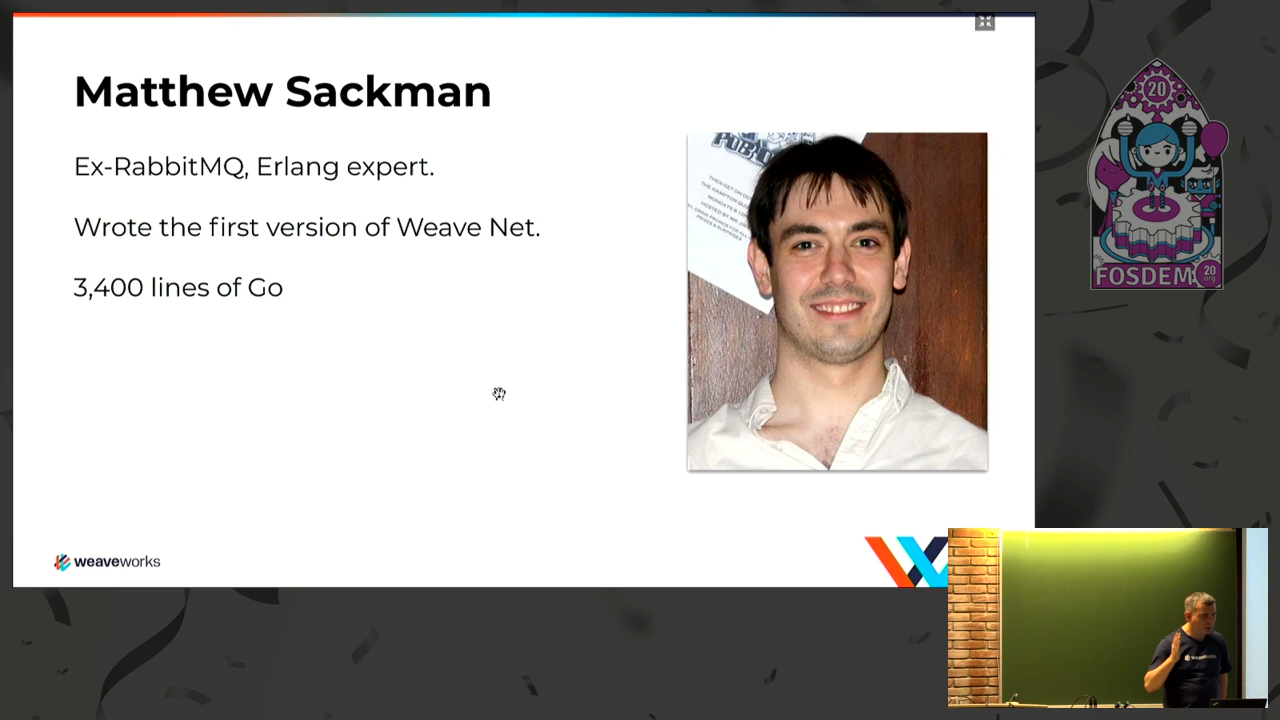 Matthew Sackman
Ex-RabbitMQ, Erlang expert.
Wrote the first version of Weave Net.
3,400 lines of Go
weaveworks
20
FOSDEM
20
.org